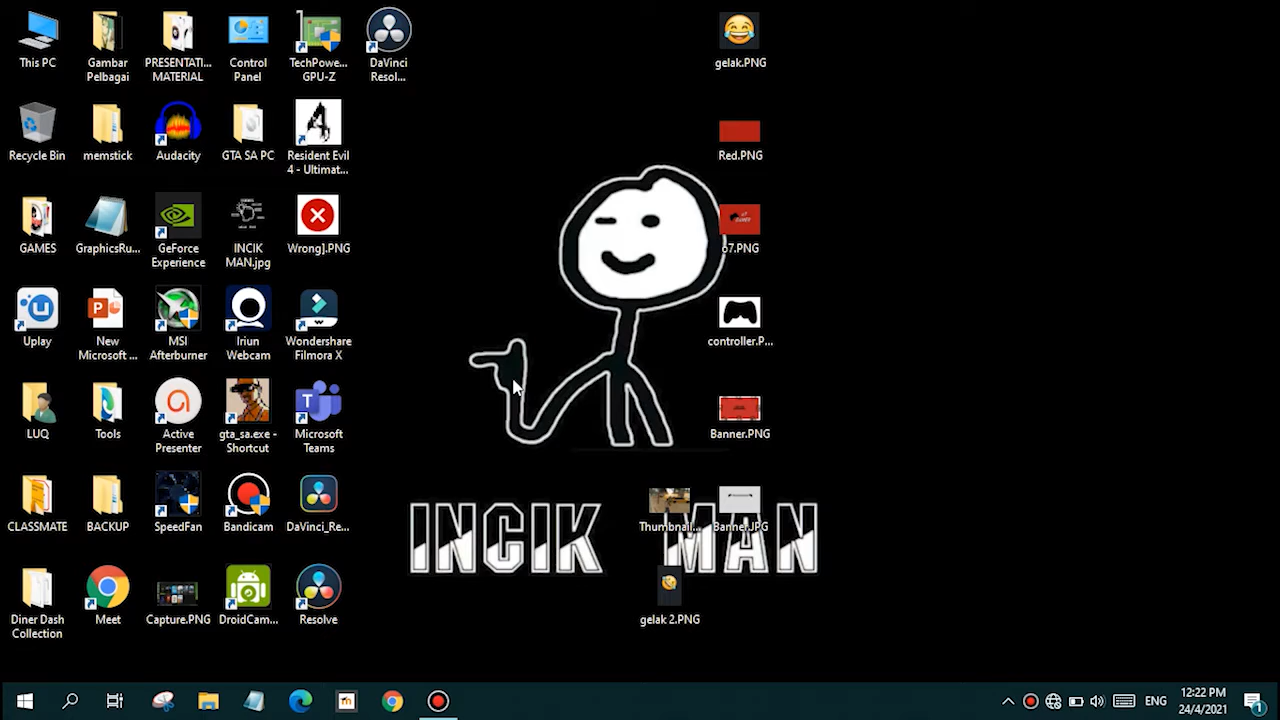 This PC
Gambar
Pelbagai
PRESENTATI...
MATERIAL
Control
Panel
TechPowe...
GPU-Z
DaVinci
Resol...
gelak.PNG
Recycle Bin
memstick
Audacity
GTA SA PC
4
Resident Evil
4 - Ultimat...
Red.PNG
GAMES
GraphicsRu...
GeForce
Experience
INCIK
MAN.jpg
Wrong].PNG
o7.PNG
Uplay
New
Microsoft ...
MSI
Afterburner
Iriun
Webcam
Wondershare
Filmora X
controller.P...
LUQ
Tools
Active
Presenter
gta_sa.exe -
Shortcut
Microsoft
Teams
Banner.PNG
CLASSMATE
BACKUP
SpeedFan
Bandicam
DaVinci_Re...
Thumbnail...
Banner.JPG
INCIK MAN
Diner Dash
Collection
Meet
Capture.PNG
DroidCam...
Resolve
gelak 2.PNG
ENG
12:22 PM
24/4/2021
1